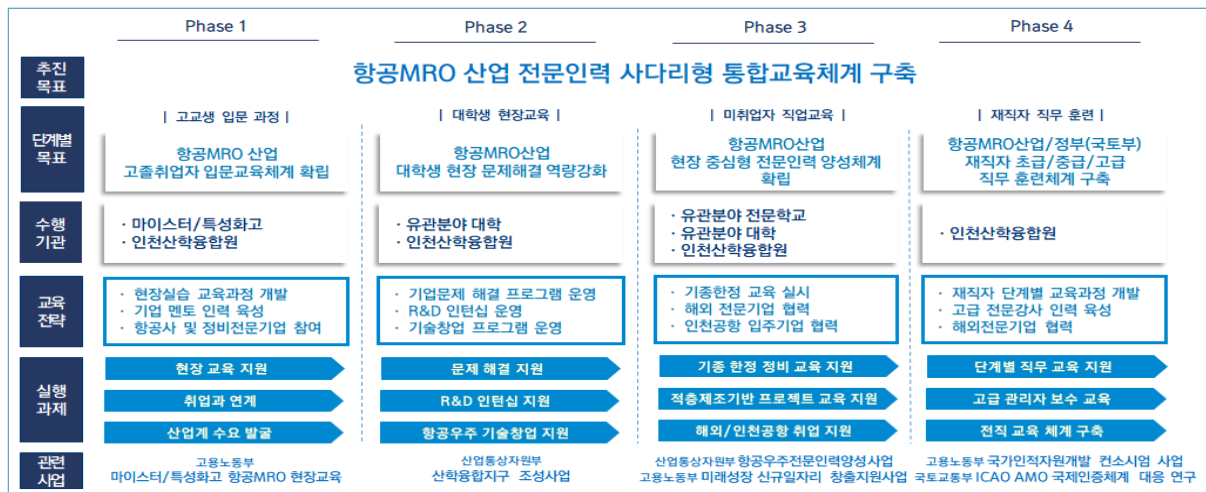 Phase 1
Phase 2
Phase 3
Phase 4
추진
목표
항공MRO 산업 전문인력 사다리형 통합교육체계 구축
단계별
목표
| 고교생 입문 과정 |
항공MRO 산업
고졸취업자 입문교육체계 확립
| 대학생 현장교육 |
항공MRO산업
대학생 현장 문제해결 역량강화
| 미취업자 직업교육 |
항공MRO산업
현장 중심형 전문인력 양성체계
확립
| 재직자 직무 훈련 |
항공MRO산업/정부(국토부)
재직자 초급/중급/고급
직무 훈련체계 구축
수행
기관
· 마이스터/특성화고
· 인천산학융합원
· 유관분야 대학
· 인천산학융합원
· 유관분야 전문학교
· 유관분야 대학
· 인천산학융합원
· 인천산학융합원
교육
전략
· 현장실습 교육과정 개발
· 기업 멘토 인력 육성
· 항공사 및 정비전문기업 참여
· 기업문제 해결 프로그램 운영
· R&D 인턴십 운영
· 기술창업 프로그램 운영
· 기종한정 교육 실시
· 해외 전문기업 협력
· 인천공항 입주기업 협력
· 재직자 단계별 교육과정 개발
· 고급 전문강사 인력 육성
· 해외전문기업 협력
실행
과제
현장 교육 지원
취업과 연계
산업계 수요 발굴
문제 해결 지원
R&D 인턴십 지원
항공우주 기술창업 지원
기종 한정 정비 교육 지원
적층제조기반 프로젝트 교육 지원
해외/인천공항 취업 지원
단계별 직무 교육 지원
고급 관리자 보수 교육
전직 교육 체계 구축
관련
사업
고용노동부
마이스터/특성화고 항공MRO 현장교육
산업통상자원부
산학융합지구 조성사업
산업통상자원부 항공우주전문인력양성사업
고용노동부 미래성장 신규일자리 창출지원사업
고용노동부 국가인적자원개발 컨소시업 사업
국토교통부 ICAO AMO 국제인증체계 대응 연구